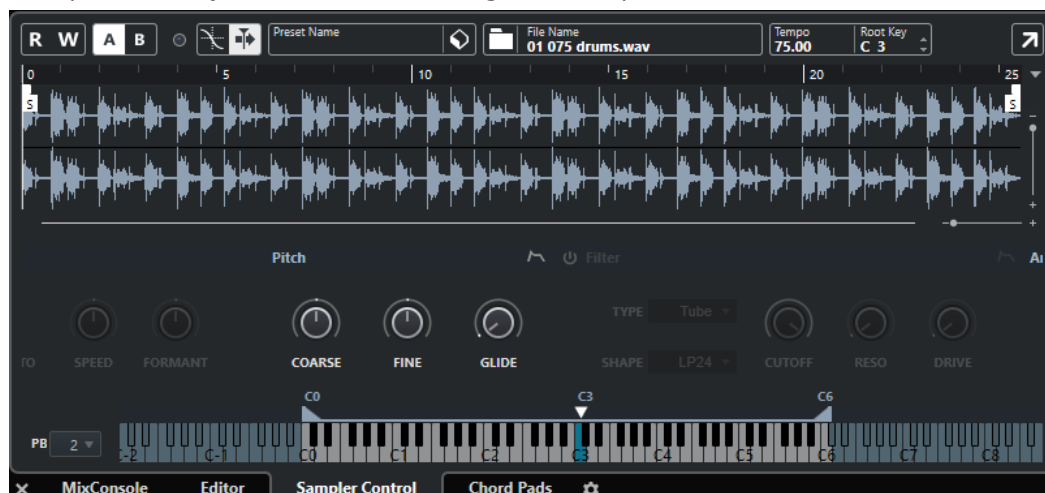 R W A B Preset Name File Name Tempo Root Key
01 075 drums.wav 75.00 C 3
0 5 10 15 20 25
S
S
Pitch Filter
TYPE Tube
SPEED FORMANT COARSE FINE GLIDE SHAPE LP24 CUTOFF RESO DRIVE
C0 C3 C6
PB 2
-2 C-1 C0 C1 C2 C3 C4 C5 C6 C7 C8
MixConsole Editor Sampler Control Chord Pads